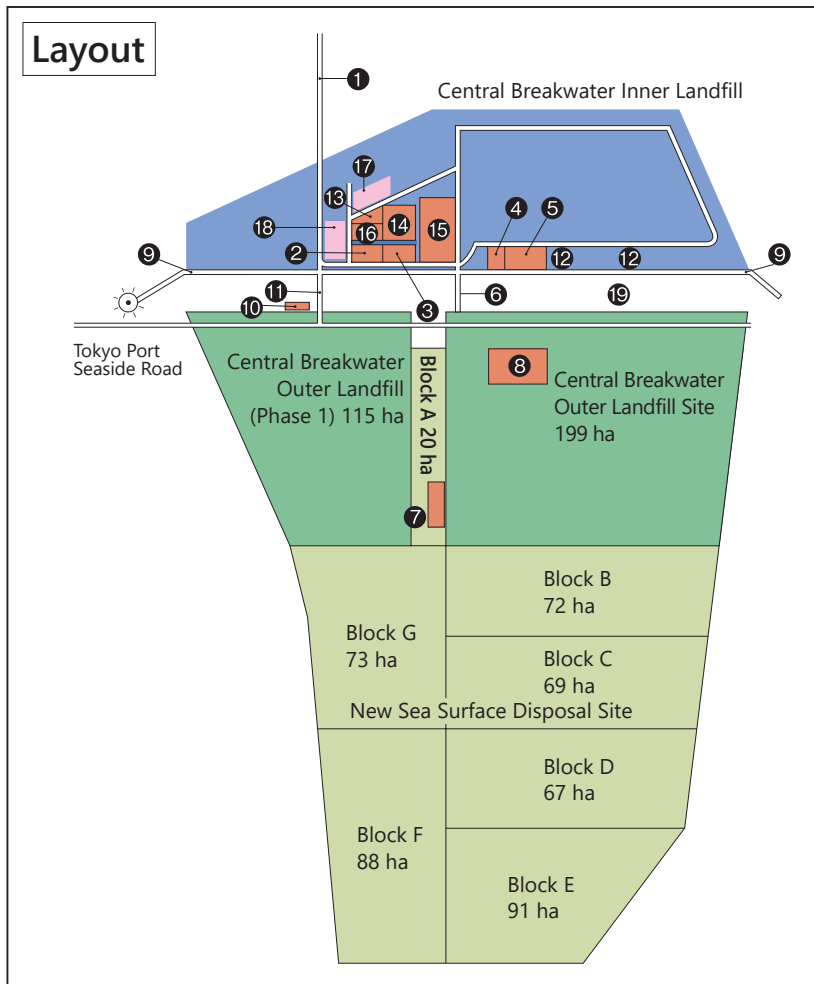 Layout
1
Central Breakwater Inner Landfill
17
13
4
5
14
18
16
15
2
12
12
9
9
11
6
19
10
3
Tokyo Port
Seaside Road
Central Breakwater
Outer Landfill
(Phase 1) 115 ha
Block A 20 ha
8
Central Breakwater
Outer Landfill Site
199 ha
7
Block B
72 ha
Block G
73 ha
Block C
69 ha
New Sea Surface Disposal Site
Block D
67 ha
Block F
88 ha
Block E
91 ha